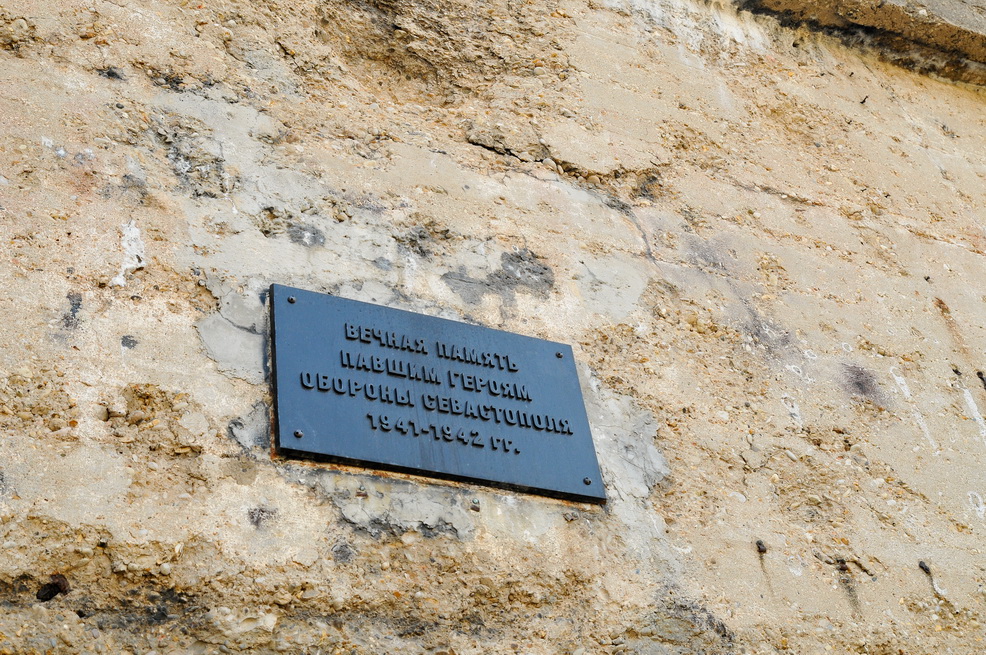 ВЕЧНАЯ ПАМЯТЬ
ПАВШИМ ГЕРОЯМ
ОБОРОНЫ СЕВАСТОПОЛЯ
1941-1942 гг.